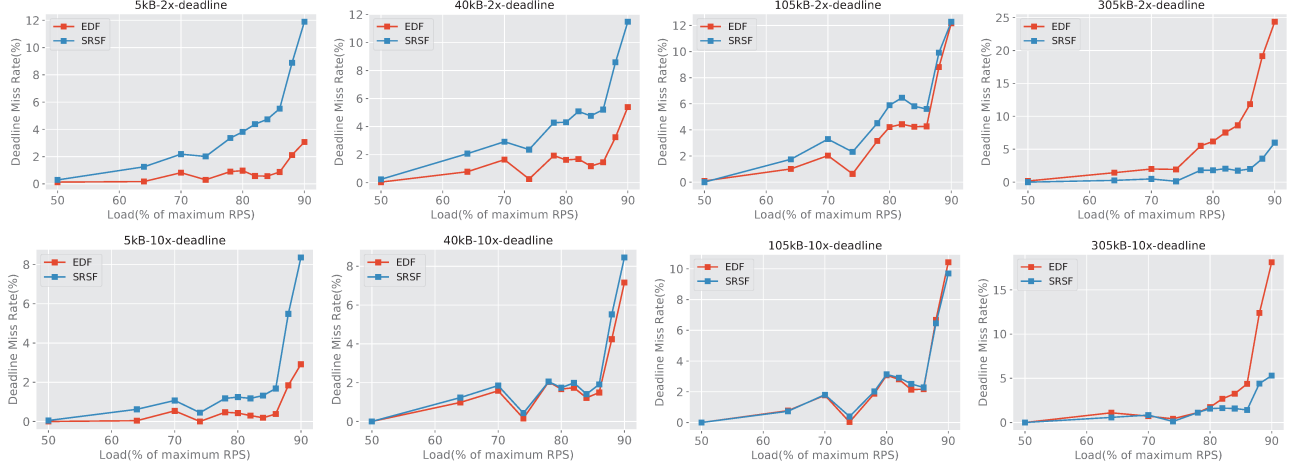 5kB-2x-deadline
12
10
8
6
4
2
0
Deadline Miss Rate(%)
EDF
SRSF
50
60
70
80
90
Load(% of maximum RPS)
40kB-2x-deadline
12
10
8
6
4
2
0
Deadline Miss Rate(%)
EDF
SRSF
50
60
70
80
90
Load(% of maximum RPS)
105kB-2x-deadline
12
10
8
6
4
2
0
Deadline Miss Rate(%)
EDF
SRSF
50
60
70
80
90
Load(% of maximum RPS)
305kB-2x-deadline
25
20
15
10
5
0
Deadline Miss Rate(%)
EDF
SRSF
50
60
70
80
90
Load(% of maximum RPS)
5kB-10x-deadline
8
6
4
2
0
Deadline Miss Rate(%)
EDF
SRSF
50
60
70
80
90
Load(% of maximum RPS)
40kB-10x-deadline
8
6
4
2
0
Deadline Miss Rate(%)
EDF
SRSF
50
60
70
80
90
Load(% of maximum RPS)
105kB-10x-deadline
10
8
6
4
2
0
Deadline Miss Rate(%)
EDF
SRSF
50
60
70
80
90
Load(% of maximum RPS)
305kB-10x-deadline
15
10
5
0
Deadline Miss Rate(%)
EDF
SRSF
50
60
70
80
90
Load(% of maximum RPS)